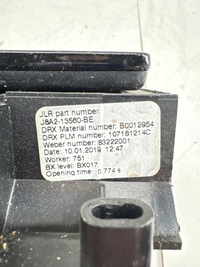 JLR part number:
J8A2-13560-BE
DRX Material number: B0012954
DRX PLM number: 107181214C
Weber number: 83222001
Date: 10.01.2019 12:47
Worker: 751
BX level: BX017
Opening time: 0.774 s